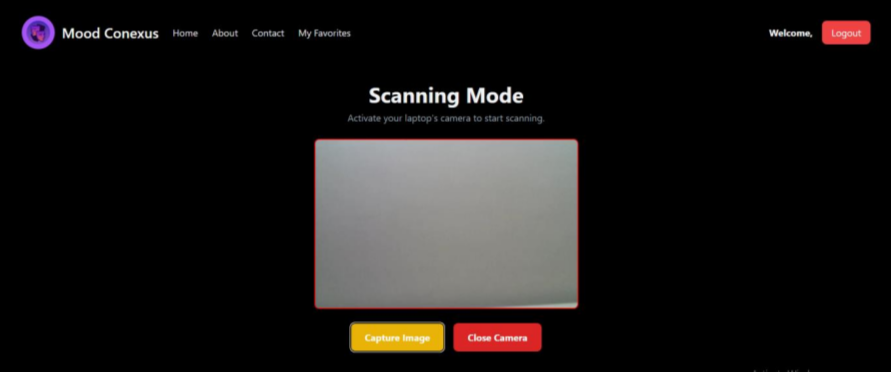 Mood Conexus Home About Contact My Favorites Welcome, Logout
Scanning Mode
Activate your laptop's camera to start scanning.
Capture Image Close Camera